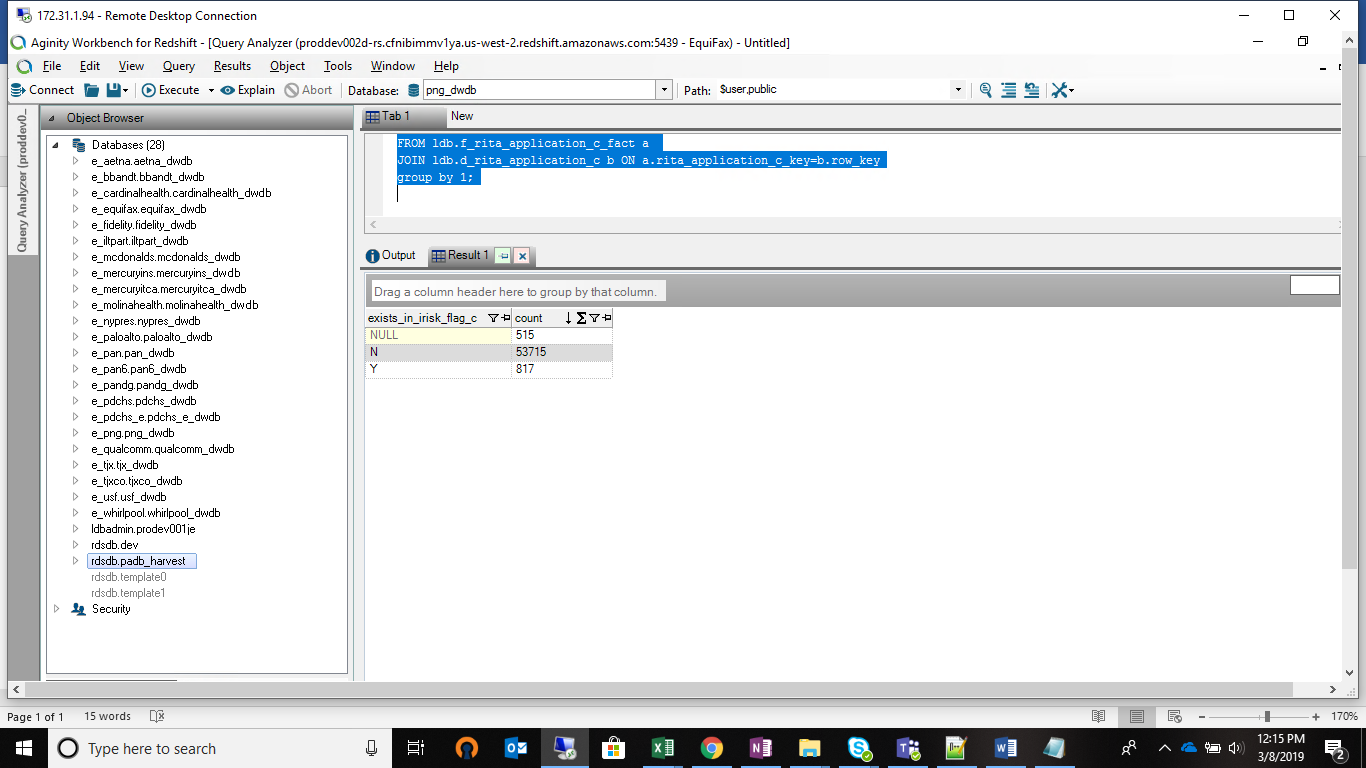 172.31.1.94 - Remote Desktop Connection
Aginity Workbench for Redshift - [Query Analyzer (proddev002d-rs.cfnibimmv1ya.us-west-2.redshift.amazonaws.com:5439 - EquiFax) - Untitled]
File Edit View Query Results Object Tools Window Help
Connect Execute Explain Abort Database: png_dwdb Path: $user,public
Query Analyzer (proddev0...
Object Browser
Databases (28)
e_aetna.aetna_dwdb
e_bbandt.bbandt_dwdb
e_cardinalhealth.cardinalhealth_dwdb
e_equifax.equifax_dwdb
e_fidelity.fidelity_dwdb
e_iltpart.iltpart_dwdb
e_mcdonalds.mcdonalds_dwdb
e_mercuryins.mercuryins_dwdb
e_mercuryitca.mercuryitca_dwdb
e_molinahealth.molinahealth_dwdb
e_nypres.nypres_dwdb
e_paloalto.paloalto_dwdb
e_pan.pan_dwdb
e_pan6.pan6_dwdb
e_pandg.pandg_dwdb
e_pdchs.pdchs_dwdb
e_pdchs_e.pdchs_e_dwdb
e_png.png_dwdb
e_qualcomm.qualcomm_dwdb
e_tjx.tjx_dwdb
e_tjxco.tjxco_dwdb
e_usf.usf_dwdb
e_whirlpool.whirlpool_dwdb
ldbadmin.prodev001je
rdsdb.dev
rdsdb.padb_harvest
rdsdb.template0
rdsdb.template1
Security
Tab 1 New
FROM ldb.f_rita_application_c_fact a
JOIN ldb.d_rita_application_c b ON a.rita_application_c_key=b.row_key
group by 1;
Output Result 1
Drag a column header here to group by that column.
exists_in_irisk_flag_c count
NULL 515
N 53715
Y 817
Page 1 of 1 15 words 170%
Type here to search
12:15 PM
3/8/2019
2